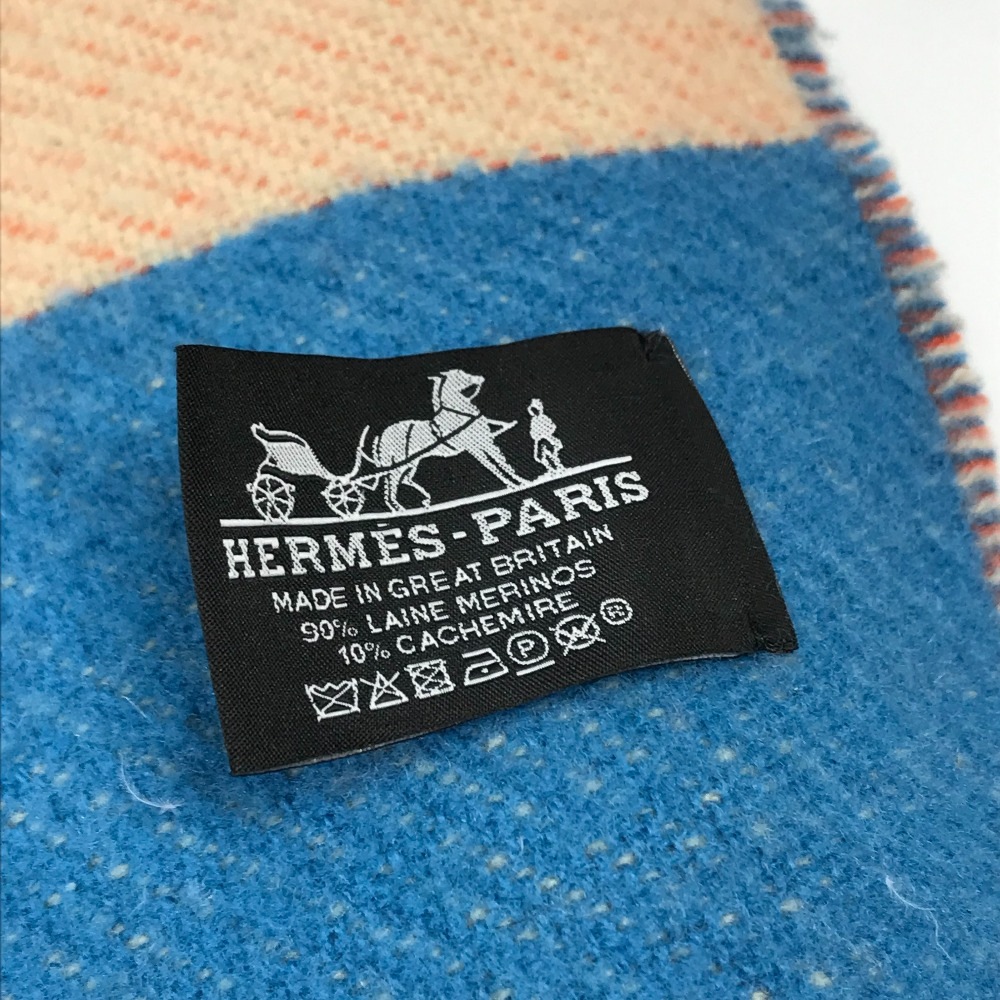 HERMÈS-PARIS
MADE IN GREAT BRITAIN
90% LAINE MERINOS
10% CACHEMIRE
P